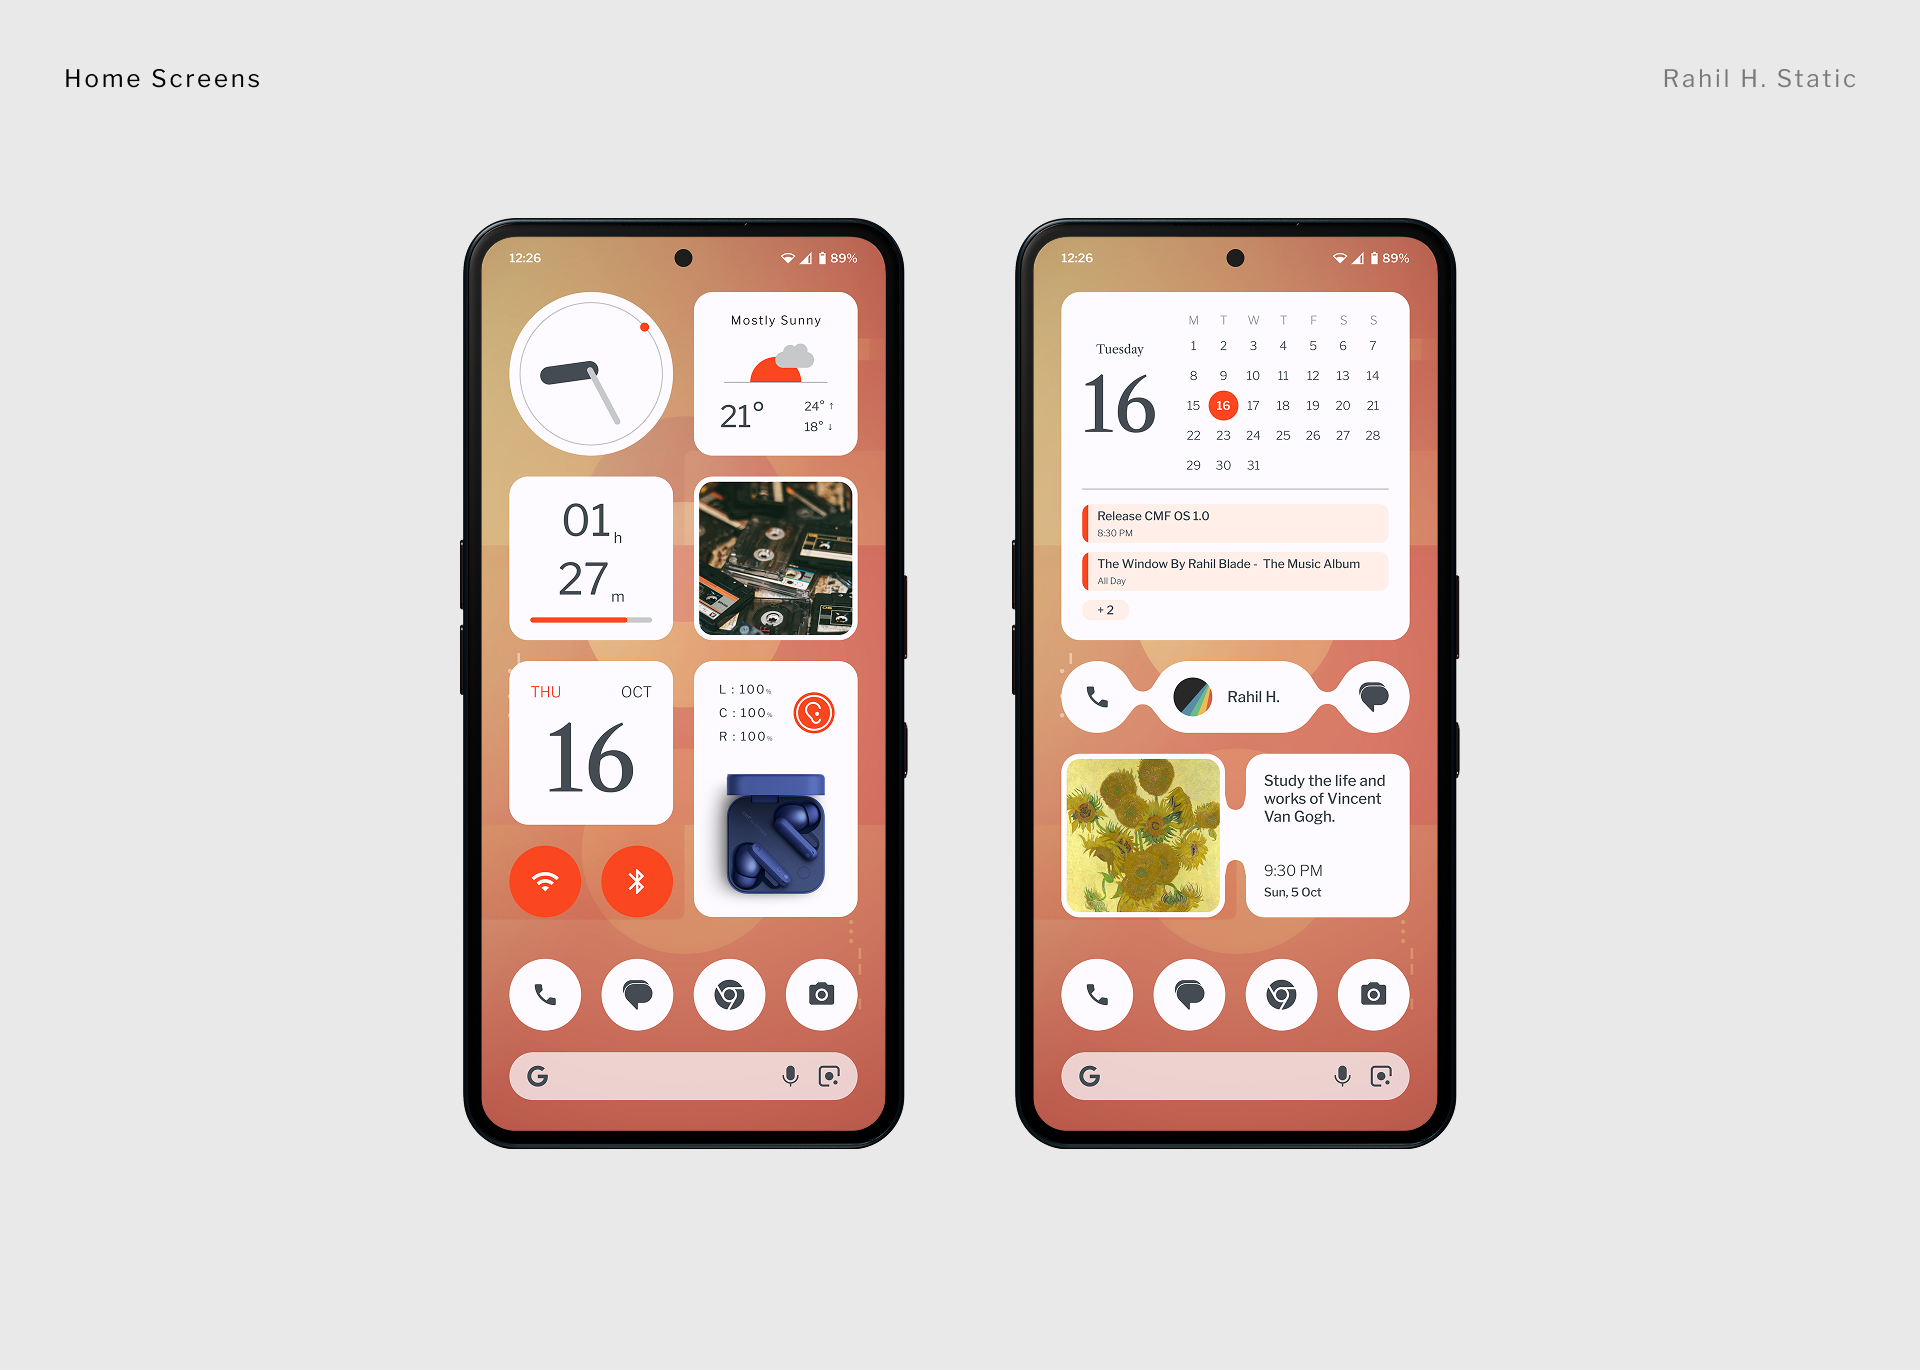 Home Screens
Rahil H. Static
12:26
89%
Mostly Sunny
21°
24° ↑
18° ↓
01 h
27 m
THU OCT
16
L : 100%
C : 100%
R : 100%
G
12:26
89%
Tuesday
16
M T W T F S S
1 2 3 4 5 6 7
8 9 10 11 12 13 14
15 16 17 18 19 20 21
22 23 24 25 26 27 28
29 30 31
Release CMF OS 1.0
8:30 PM
The Window By Rahil Blade - The Music Album
All Day
+ 2
Rahil H.
Study the life and
works of Vincent
Van Gogh.
9:30 PM
Sun, 5 Oct
G